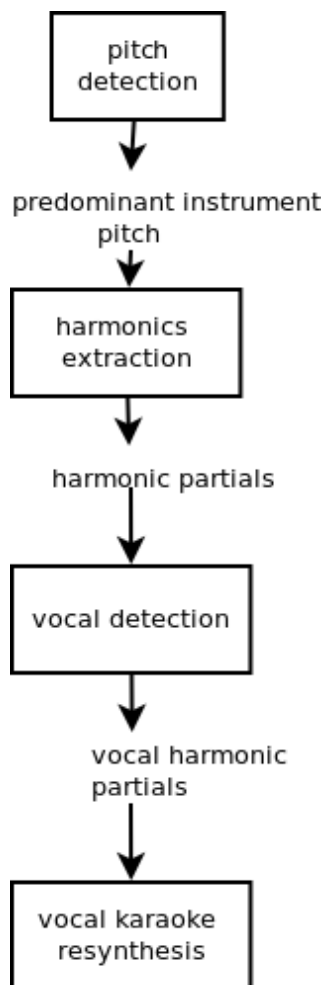 pitch
detection
predominant instrument
pitch
harmonics
extraction
harmonic partials
vocal detection
vocal harmonic
partials
vocal karaoke
resynthesis